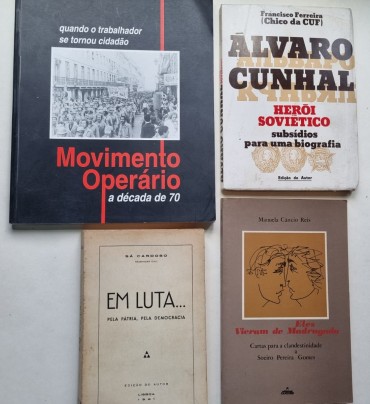 quando o trabalhador
se tornou cidadão
Movimento
Operário
a década de 70
Francisco Ferreira
(Chico da CUF)
ÁLVARO
CUNHAL
HERÓI
SOVIÉTICO
subsídios
para uma biografia
Edição do Autor
SÁ CARDOSO
EM LUTA...
PELA PÁTRIA, PELA DEMOCRACIA
EDIÇÃO DO AUTOR
LISBOA
Manuela Câncio Reis
Eles
Vieram de Madrugada
Cartas para a clandestinidade
a
Soeiro Pereira Gomes